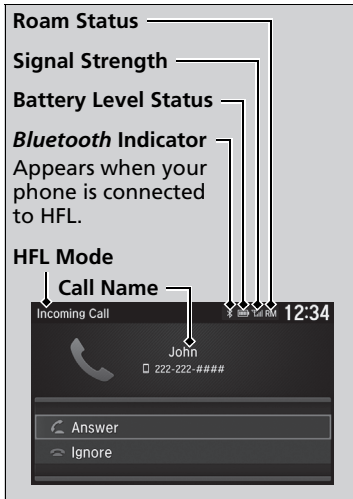 Roam Status
Signal Strength
Battery Level Status
Bluetooth Indicator
Appears when your
phone is connected
to HFL.
HFL Mode
Call Name
Incoming Call RM 12:34
John
222-222-####
Answer
Ignore